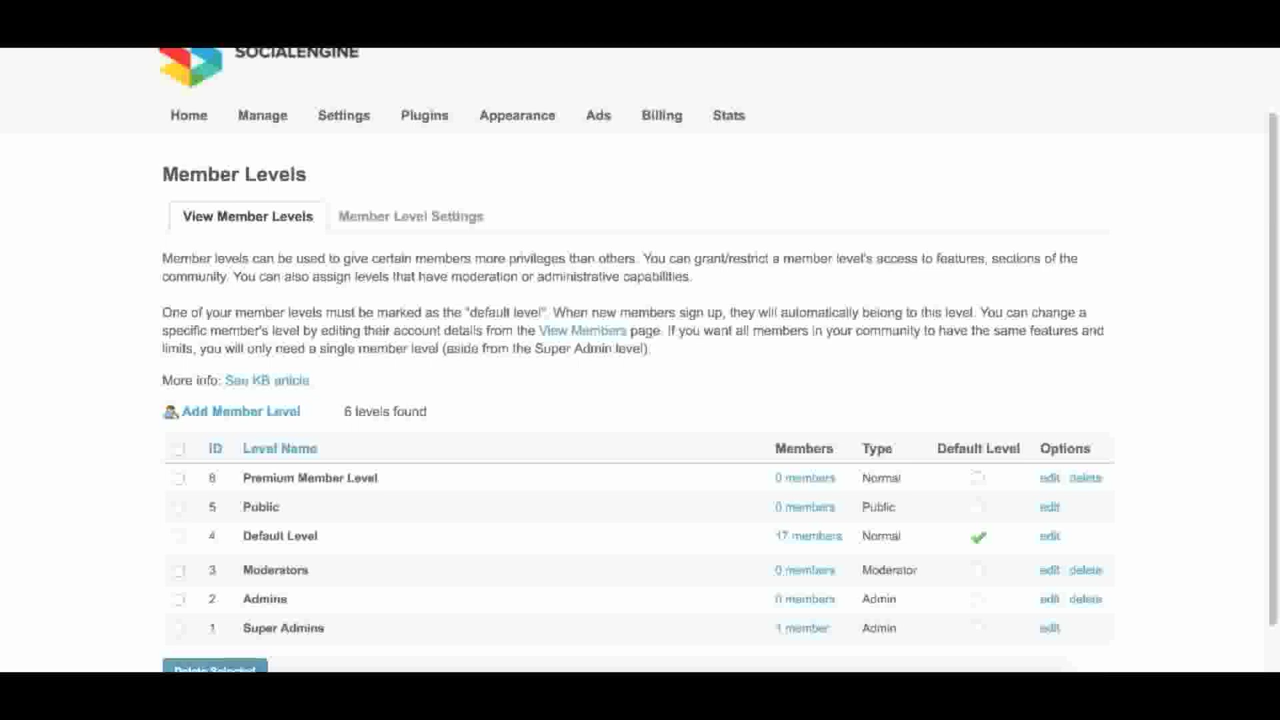 SOCIALENGINE
Home Manage Settings Plugins Appearance Ads Billing Stats
Member Levels
View Member Levels Member Level Settings
Member levels can be used to give certain members more privileges than others. You can grant/restrict a member level's access to features, sections of the
community. You can also assign levels that have moderation or administrative capabilities.
One of your member levels must be marked as the "default level". When new members sign up, they will automatically belong to this level. You can change a
specific member's level by editing their account details from the View Members page. If you want all members in your community to have the same features and
limits, you will only need a single member level (aside from the Super Admin level).
More info: See KB article
Add Member Level 6 levels found
ID Level Name Members Type Default Level Options
6 Premium Member Level 0 members Normal edit delete
5 Public 0 members Public edit
4 Default Level 17 members Normal edit
3 Moderators 0 members Moderator edit delete
2 Admins 0 members Admin edit delete
1 Super Admins 1 member Admin edit
Delete Selected